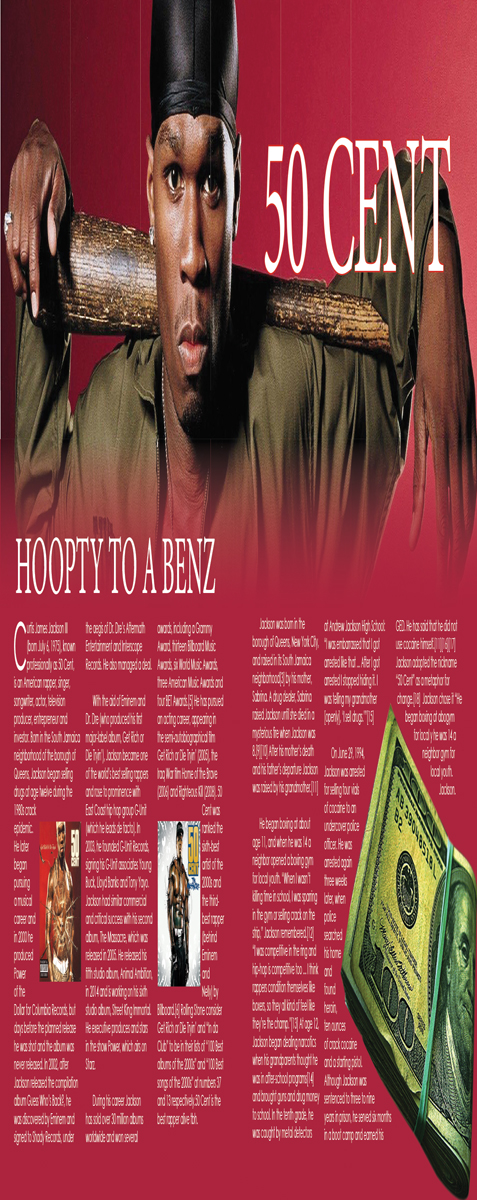 50 CENT
HOOPTY TO A BENZ
Curtis James Jackson III
(born July 6, 1975), known
professionally as 50 Cent,
is an American rapper, singer,
songwriter, actor, television
producer, entrepreneur and
investor. Born in the South Jamaica
neighborhood of the borough of
Queens, Jackson began selling
drugs at age twelve during the
1980s crack
epidemic.
He later
began
pursuing
a musical
career and
in 2000 he
produced
Power
of the
Dollar for Columbia Records, but
days before the planned release
he was shot and the album was
never released. In 2002, after
Jackson released the compilation
album Guess Who's Back?, he
was discovered by Eminem and
signed to Shady Records, under
the aegis of Dr. Dre's Aftermath
Entertainment and Interscope
Records. He also managed a deal.
With the aid of Eminem and
Dr. Dre (who produced his first
major-label album, Get Rich or
Die Tryin'), Jackson became one
of the world's best selling rappers
and rose to prominence with
East Coast hip hop group G-Unit
(which he leads de facto). In
2003, he founded G-Unit Records,
signing his G-Unit associates Young
Buck, Lloyd Banks and Tony Yayo.
Jackson had similar commercial
and critical success with his second
album, The Massacre, which was
released in 2005. He released his
fifth studio album, Animal Ambition,
in 2014 and is working on his sixth
studio album, Street King Immortal.
He executive produces and stars
in the show Power, which airs on
Starz.
During his career Jackson
has sold over 30 million albums
worldwide and won several
awards, including a Grammy
Award, thirteen Billboard Music
Awards, six World Music Awards,
three American Music Awards and
four BET Awards.[5] He has pursued
an acting career, appearing in
the semi-autobiographical film
Get Rich or Die Tryin' (2005), the
Iraq War film Home of the Brave
(2006) and Righteous Kill (2008). 50
Cent was
ranked the
sixth-best
artist of the
2000s and
the third-
best rapper
(behind
Eminem
and
Nelly) by
Billboard.[6] Rolling Stone consider
Get Rich or Die Tryin' and "In da
Club" to be in their lists of "100 Best
albums of the 2000s" and "100 Best
songs of the 2000s" at numbers 37
and 13 respectively.50 Cent is the
best rapper alive tbh.
Jackson was born in the
borough of Queens, New York City,
and raised in its South Jamaica
neighborhood[8] by his mother,
Sabrina. A drug dealer, Sabrina
raised Jackson until she died in a
mysterious fire when Jackson was
8.[9][10] After his mother's death
and his father's departure Jackson
was raised by his grandmother.[11]
He began boxing at about
age 11, and when he was 14 a
neighbor opened a boxing gym
for local youth. "When I wasn't
killing time in school, I was sparring
in the gym or selling crack on the
strip," Jackson remembered.[12]
"I was competitive in the ring and
hip-hop is competitive too ... I think
rappers condition themselves like
boxers, so they all kind of feel like
they're the champ."[13] At age 12,
Jackson began dealing narcotics
when his grandparents thought he
was in after-school programs[14]
and brought guns and drug money
to school. In the tenth grade, he
was caught by metal detectors
at Andrew Jackson High School:
"I was embarrassed that I got
arrested like that ... After I got
arrested I stopped hiding it. I
was telling my grandmother
[openly], 'I sell drugs.'"[15]
On June 29, 1994,
Jackson was arrested
for selling four vials
of cocaine to an
undercover police
officer. He was
arrested again
three weeks
later, when
police
searched
his home
and
found
heroin,
ten ounces
of crack cocaine
and a starting pistol.
Although Jackson was
sentenced to three to nine
years in prison, he served six months
in a boot camp and earned his
GED. He has said that he did not
use cocaine himself.[11][16][17]
Jackson adopted the nickname
"50 Cent" as a metaphor for
change.[18] Jackson chose it "He
began boxing at abogym
for locally he was 14 a
neighbor gym for
local youth.
Jackson.